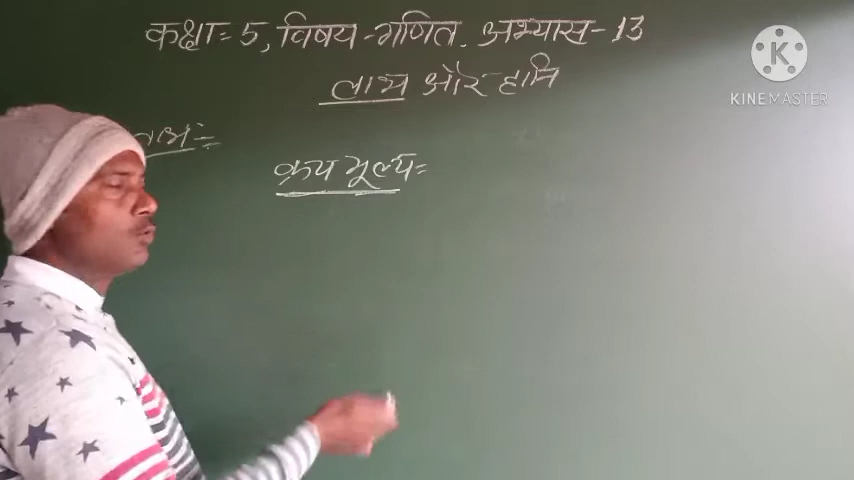 कक्षा= 5, विषय-गणित. अभ्यास-13
लाभ और हानि
क्रय मूल्य=
KINEMASTER